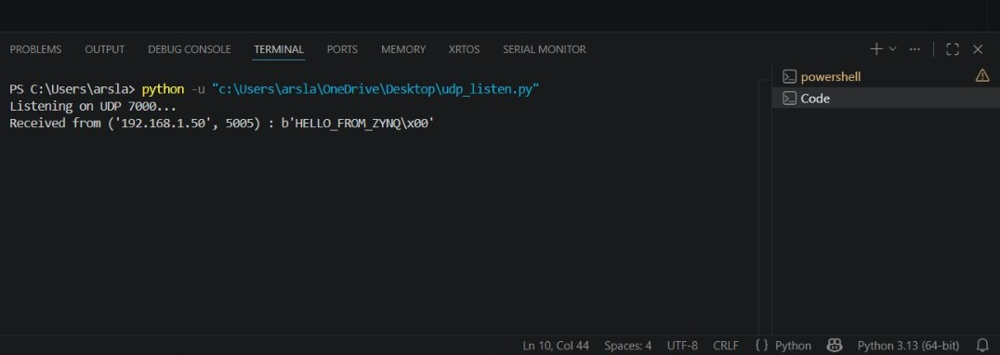 PROBLEMS OUTPUT DEBUG CONSOLE TERMINAL PORTS MEMORY XRTOS SERIAL MONITOR
PS C:\Users\arsla> python -u "c:\Users\arsla\OneDrive\Desktop\udp_listen.py"
Listening on UDP 7000...
Received from ('192.168.1.50', 5005) : b'HELLO_FROM_ZYNQ\x00'
powershell
Code
Ln 10, Col 44 Spaces: 4 UTF-8 CRLF {} Python Python 3.13 (64-bit)